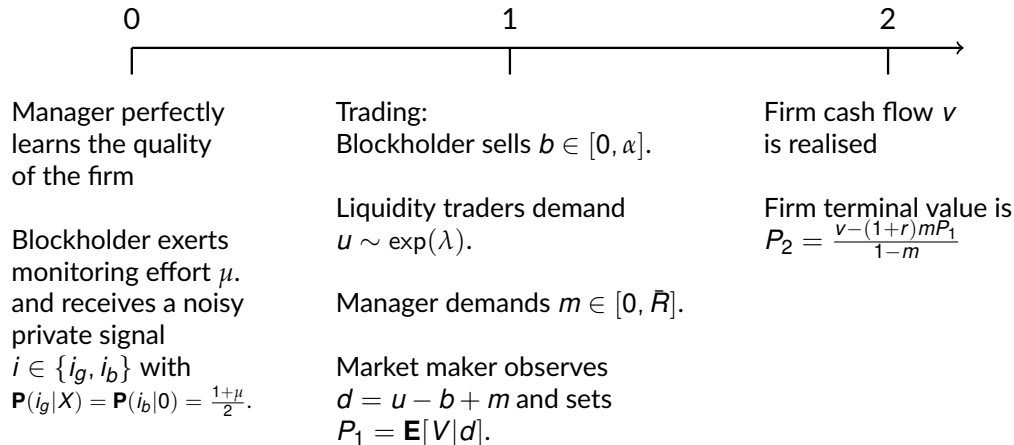 0 1 2
Manager perfectly
learns the quality
of the firm
Blockholder exerts
monitoring effort μ.
and receives a noisy
private signal
i ∈ {i_g, i_b} with
P(i_g|X) = P(i_b|0) = \frac{1+μ}{2}.
Trading:
Blockholder sells b ∈ [0, α].
Liquidity traders demand
u ∼ exp(λ).
Manager demands m ∈ [0, R̄].
Market maker observes
d = u − b + m and sets
P_1 = E[V|d].
Firm cash flow v
is realised
Firm terminal value is
P_2 = \frac{v−(1+r)mP_1}{1−m}